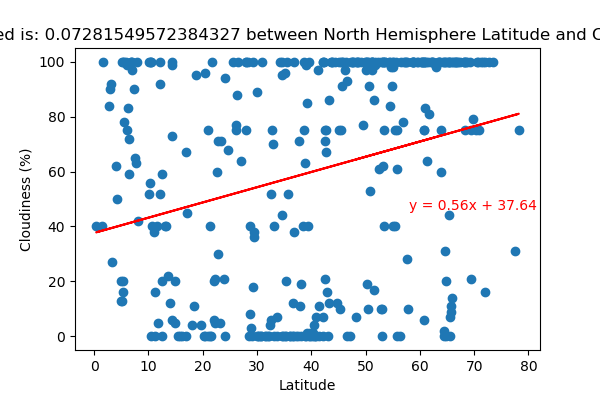 ed is: 0.07281549572384327 between North Hemisphere Latitude and C
100
80
60
40
20
0
Cloudiness (%)
y = 0.56x + 37.64
0 10 20 30 40 50 60 70 80
Latitude